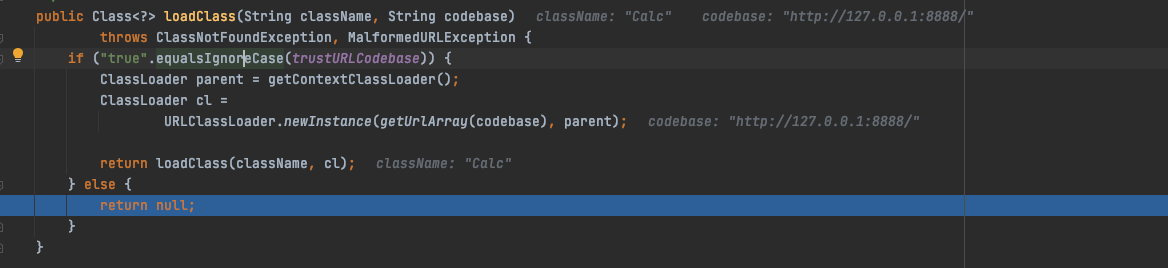 public Class<?> loadClass(String className, String codebase)   className: "Calc"    codebase: "http://127.0.0.1:8888/"
        throws ClassNotFoundException, MalformedURLException {
    if ("true".equalsIgnoreCase(trustURLCodebase)) {
        ClassLoader parent = getContextClassLoader();
        ClassLoader cl =
                URLClassLoader.newInstance(getUrlArray(codebase), parent);   codebase: "http://127.0.0.1:8888/"
        return loadClass(className, cl);   className: "Calc"
    } else {
        return null;
    }
}